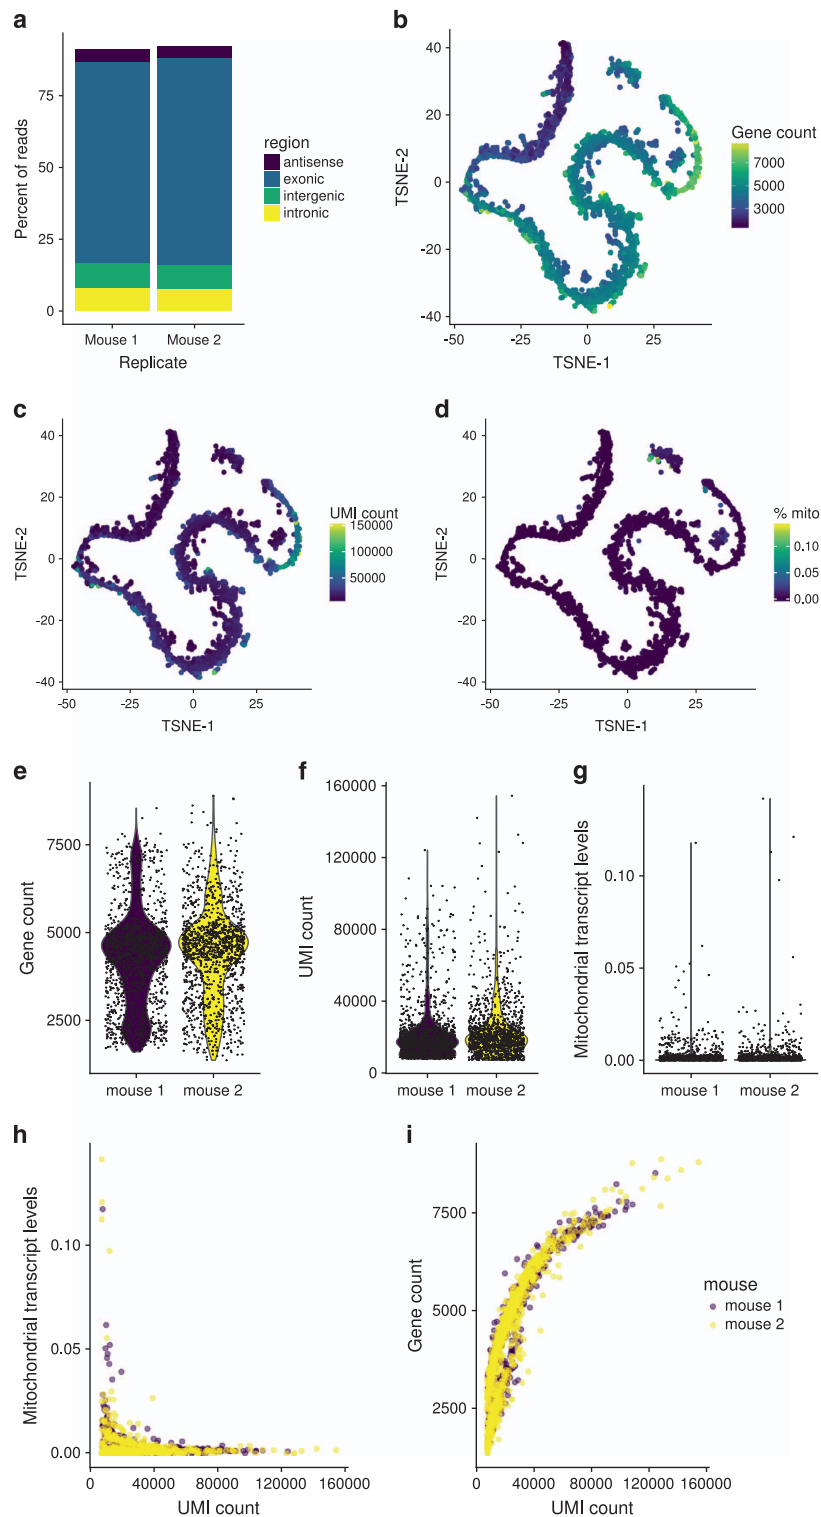 a
Percent of reads
75
50
25
0
Mouse 1 Mouse 2
Replicate
region
antisense
exonic
intergenic
intronic
b
TSNE-2
40
20
0
-20
-40
-50 -25 0 25
TSNE-1
Gene count
7000
5000
3000
c
TSNE-2
40
20
0
-20
-40
-50 -25 0 25
TSNE-1
UMI count
150000
100000
50000
d
TSNE-2
40
20
0
-20
-40
-50 -25 0 25
TSNE-1
% mito
0.10
0.05
0.00
e
Gene count
7500
5000
2500
mouse 1 mouse 2
f
UMI count
160000
120000
80000
40000
0
mouse 1 mouse 2
g
Mitochondrial transcript levels
0.10
0.05
0.00
mouse 1 mouse 2
h
Mitochondrial transcript levels
0.10
0.05
0.00
0 40000 80000 120000 160000
UMI count
i
Gene count
7500
5000
2500
0 40000 80000 120000 160000
UMI count
mouse
mouse 1
mouse 2